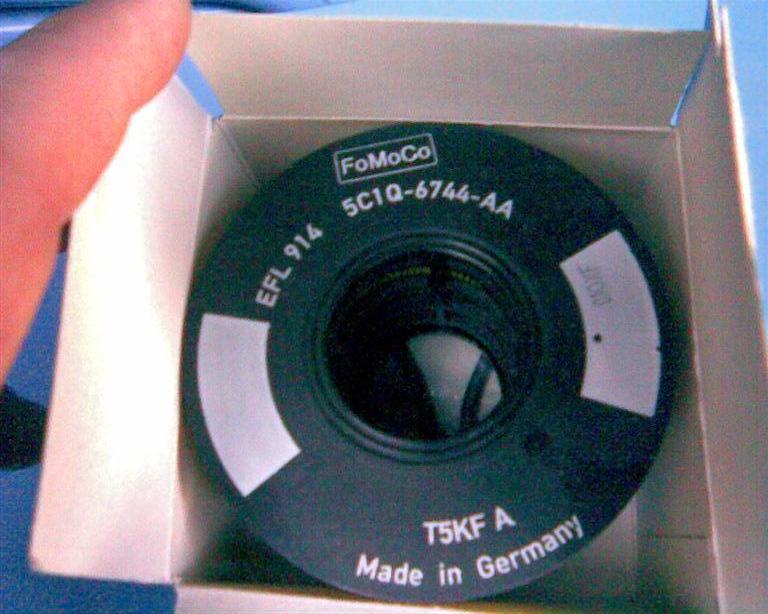 FoMoCo
5C1Q-6744-AA
EFL 914
T5KF A
Made in Germany